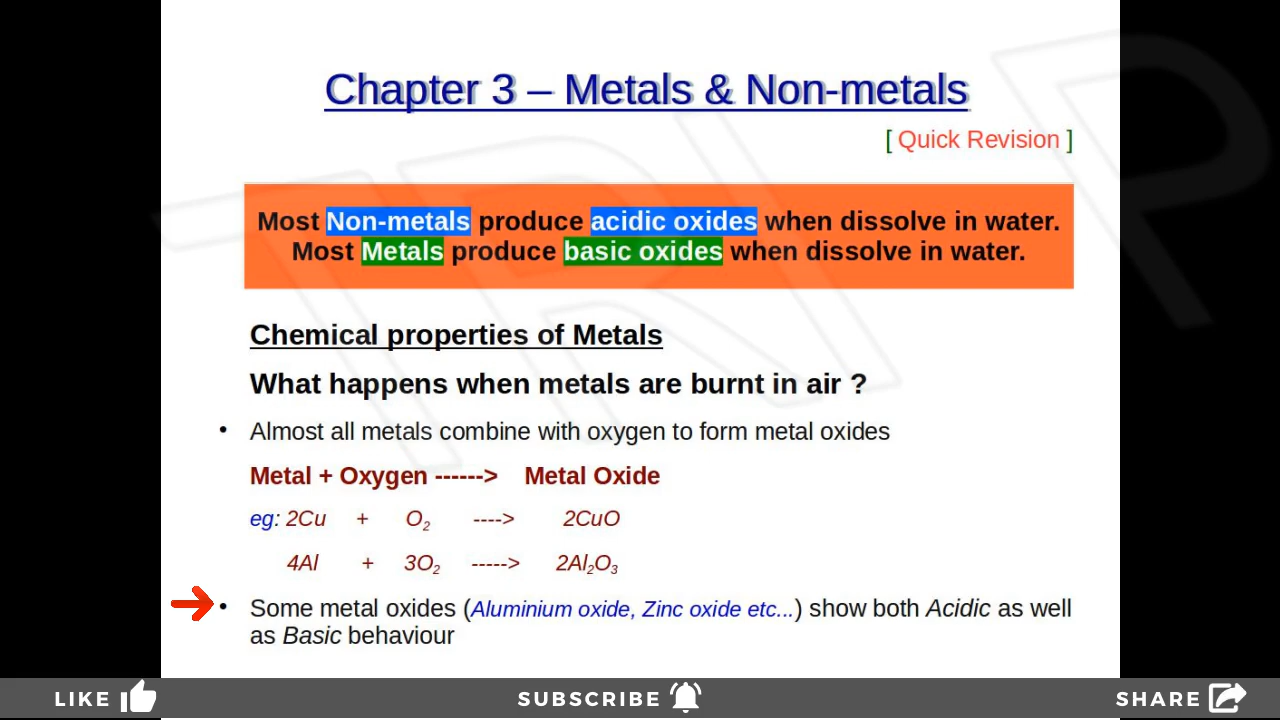 Chapter 3 – Metals & Non-metals
[ Quick Revision ]
Most Non-metals produce acidic oxides when dissolve in water.
Most Metals produce basic oxides when dissolve in water.
Chemical properties of Metals
What happens when metals are burnt in air ?
• Almost all metals combine with oxygen to form metal oxides
Metal + Oxygen ------> Metal Oxide
eg: 2Cu + O₂ ----> 2CuO
4Al + 3O₂ -----> 2Al₂O₃
• Some metal oxides (Aluminium oxide, Zinc oxide etc...) show both Acidic as well
as Basic behaviour
LIKE SUBSCRIBE SHARE